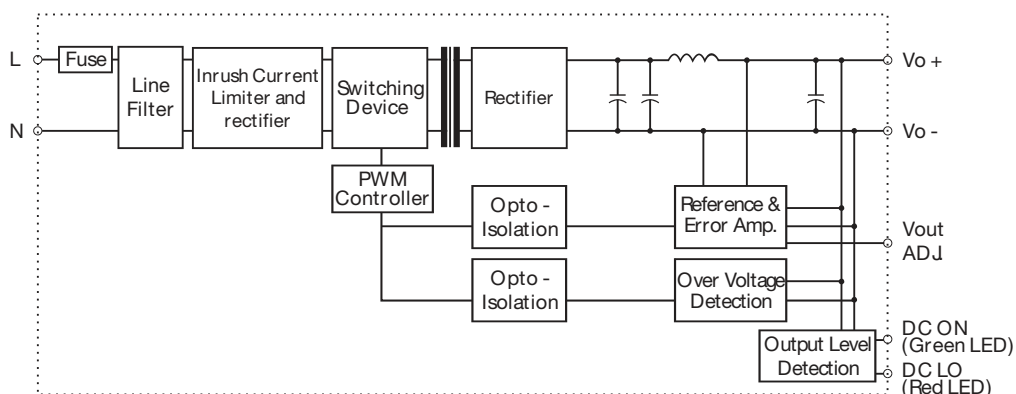 L
Fuse
Line
Filter
Inrush Current
Limiter and
rectifier
Switching
Device
Rectifier
Vo +
N
Vo -
PWM
Controller
Opto -
Isolation
Reference &
Error Amp.
Vout
ADJ.
Opto -
Isolation
Over Voltage
Detection
Output Level
Detection
DC ON
(Green LED)
DC LO
(Red LED)